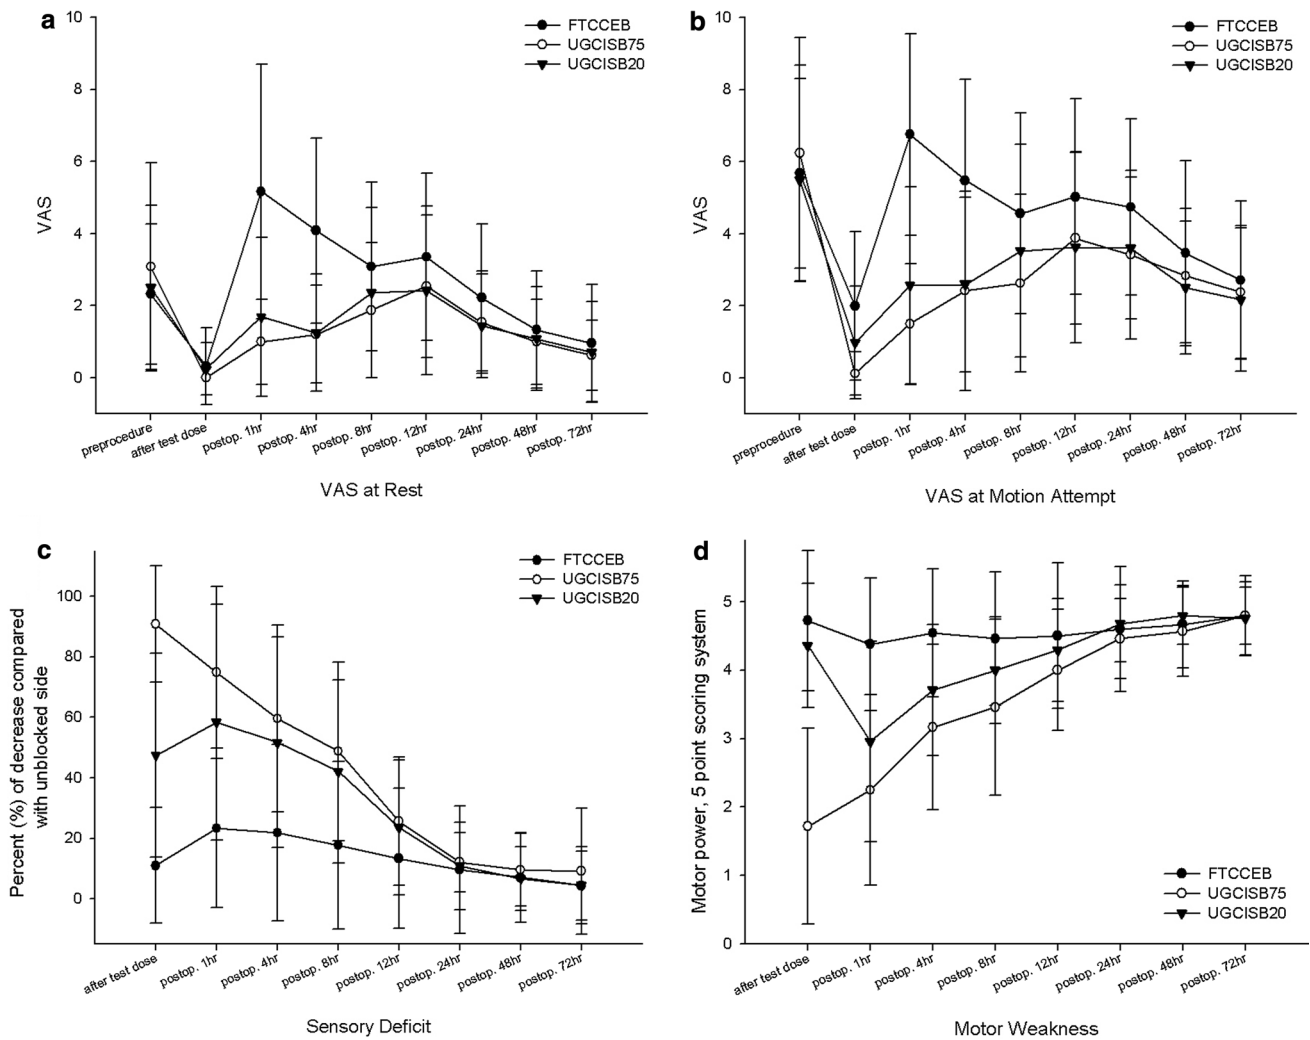 a
10
8
6
4
2
0
VAS
FTCCEB
UGCISB75
UGCISB20
preprocedure
after test dose
postop. 1hr
postop. 4hr
postop. 8hr
postop. 12hr
postop. 24hr
postop. 48hr
postop. 72hr
VAS at Rest
b
10
8
6
4
2
0
VAS
FTCCEB
UGCISB75
UGCISB20
preprocedure
after test dose
postop. 1hr
postop. 4hr
postop. 8hr
postop. 12hr
postop. 24hr
postop. 48hr
postop. 72hr
VAS at Motion Attempt
c
100
80
60
40
20
0
Percent (%) of decrease compared
with unblocked side
FTCCEB
UGCISB75
UGCISB20
after test dose
postop. 1hr
postop. 4hr
postop. 8hr
postop. 12hr
postop. 24hr
postop. 48hr
postop. 72hr
Sensory Deficit
d
5
4
3
2
1
0
Motor power, 5 point scoring system
FTCCEB
UGCISB75
UGCISB20
after test dose
postop. 1hr
postop. 4hr
postop. 8hr
postop. 12hr
postop. 24hr
postop. 48hr
postop. 72hr
Motor Weakness